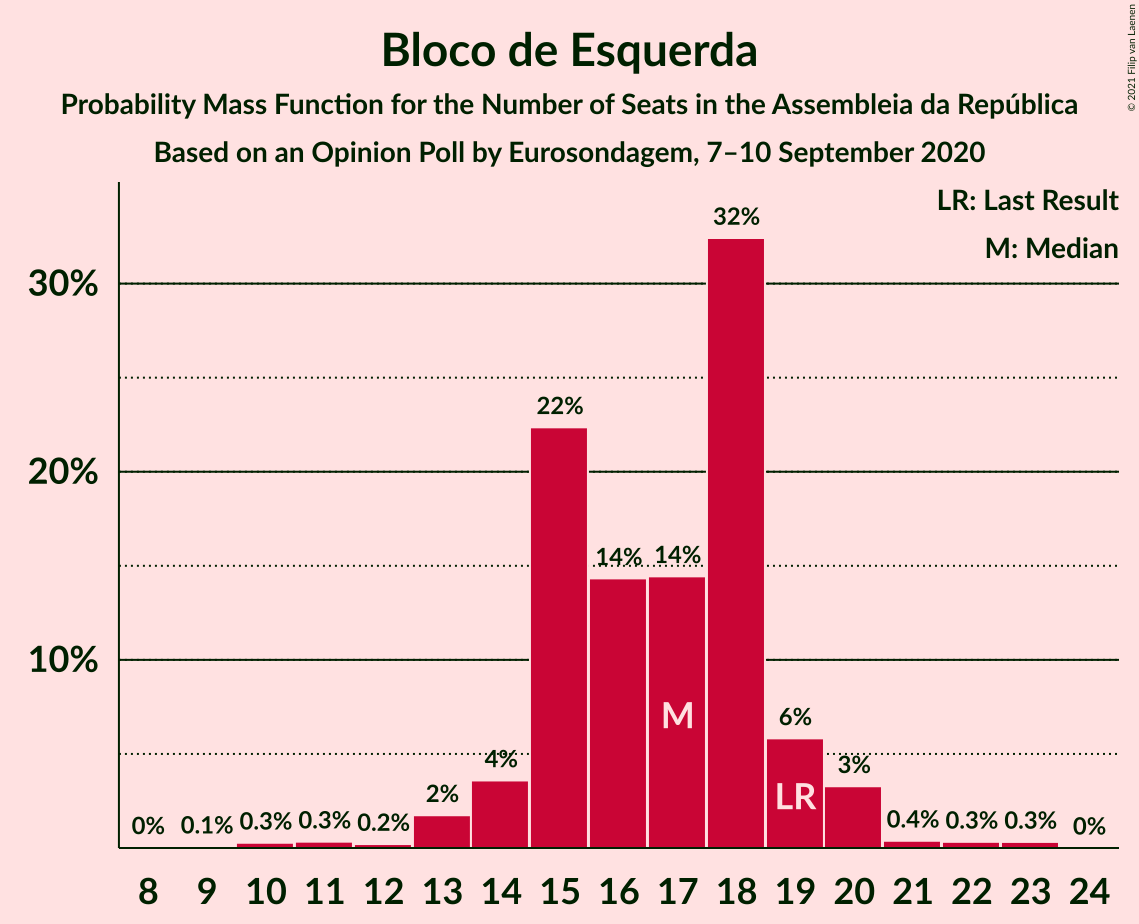 © 2021 Filip van Laenen
Bloco de Esquerda
Probability Mass Function for the Number of Seats in the Assembleia da República
Based on an Opinion Poll by Eurosondagem, 7–10 September 2020
LR: Last Result
M: Median
30%
20%
10%
0% 0.1% 0.3% 0.3% 0.2% 2% 4% 22% 14% 14% 32% 6% 3% 0.4% 0.3% 0.3% 0%
M
LR
8 9 10 11 12 13 14 15 16 17 18 19 20 21 22 23 24